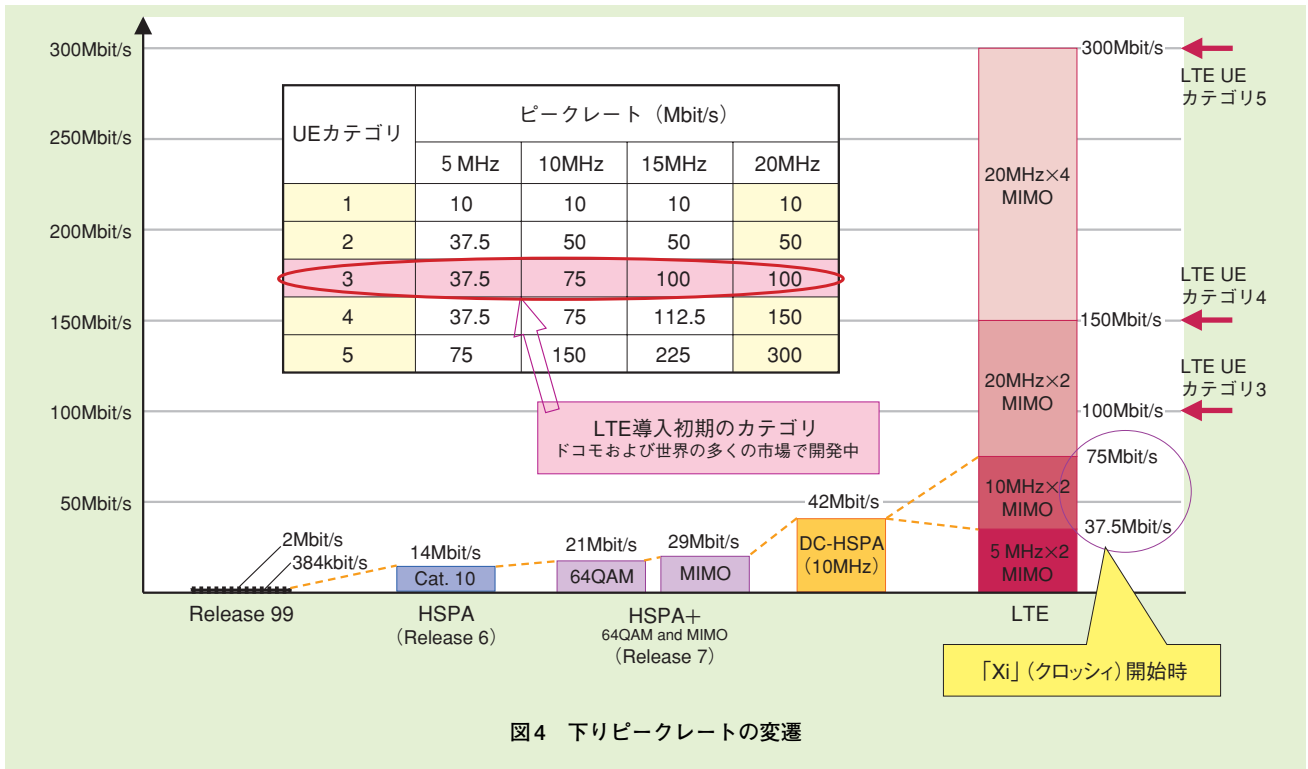 300Mbit/s
250Mbit/s
200Mbit/s
150Mbit/s
100Mbit/s
50Mbit/s
UEカテゴリ ピークレート（Mbit/s）
5 MHz 10MHz 15MHz 20MHz
1 10 10 10 10
2 37.5 50 50 50
3 37.5 75 100 100
4 37.5 75 112.5 150
5 75 150 225 300
LTE導入初期のカテゴリ
ドコモおよび世界の多くの市場で開発中
2Mbit/s
384kbit/s
Release 99
14Mbit/s
Cat. 10
HSPA
（Release 6）
21Mbit/s
64QAM
29Mbit/s
MIMO
HSPA＋
64QAM and MIMO
（Release 7）
42Mbit/s
DC-HSPA
（10MHz）
300Mbit/s
LTE UE
カテゴリ5
20MHz×4
MIMO
LTE UE
カテゴリ4
150Mbit/s
20MHz×2
MIMO
LTE UE
カテゴリ3
100Mbit/s
75Mbit/s
10MHz×2
MIMO
37.5Mbit/s
5 MHz×2
MIMO
LTE
「Xi」（クロッシィ）開始時
図4 下りピークレートの変遷